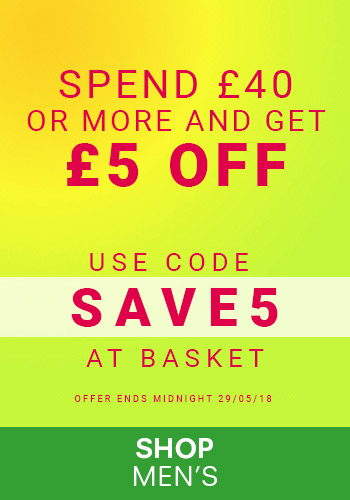 SPEND £40
OR MORE AND GET
£5 OFF
USE CODE
SAVE5
AT BASKET
OFFER ENDS MIDNIGHT 29/05/18
SHOP
MEN'S